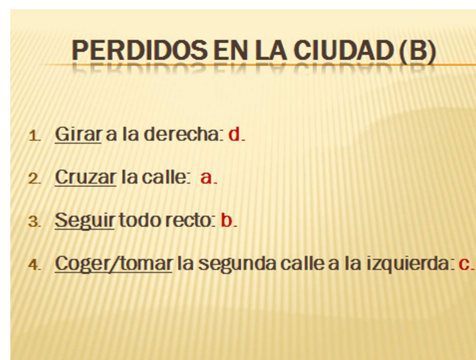 PERDIDOS EN LA CIUDAD (B)
1. Girar a la derecha: d.
2. Cruzar la calle: a.
3. Seguir todo recto: b.
4. Coger/tomar la segunda calle a la izquierda: c.